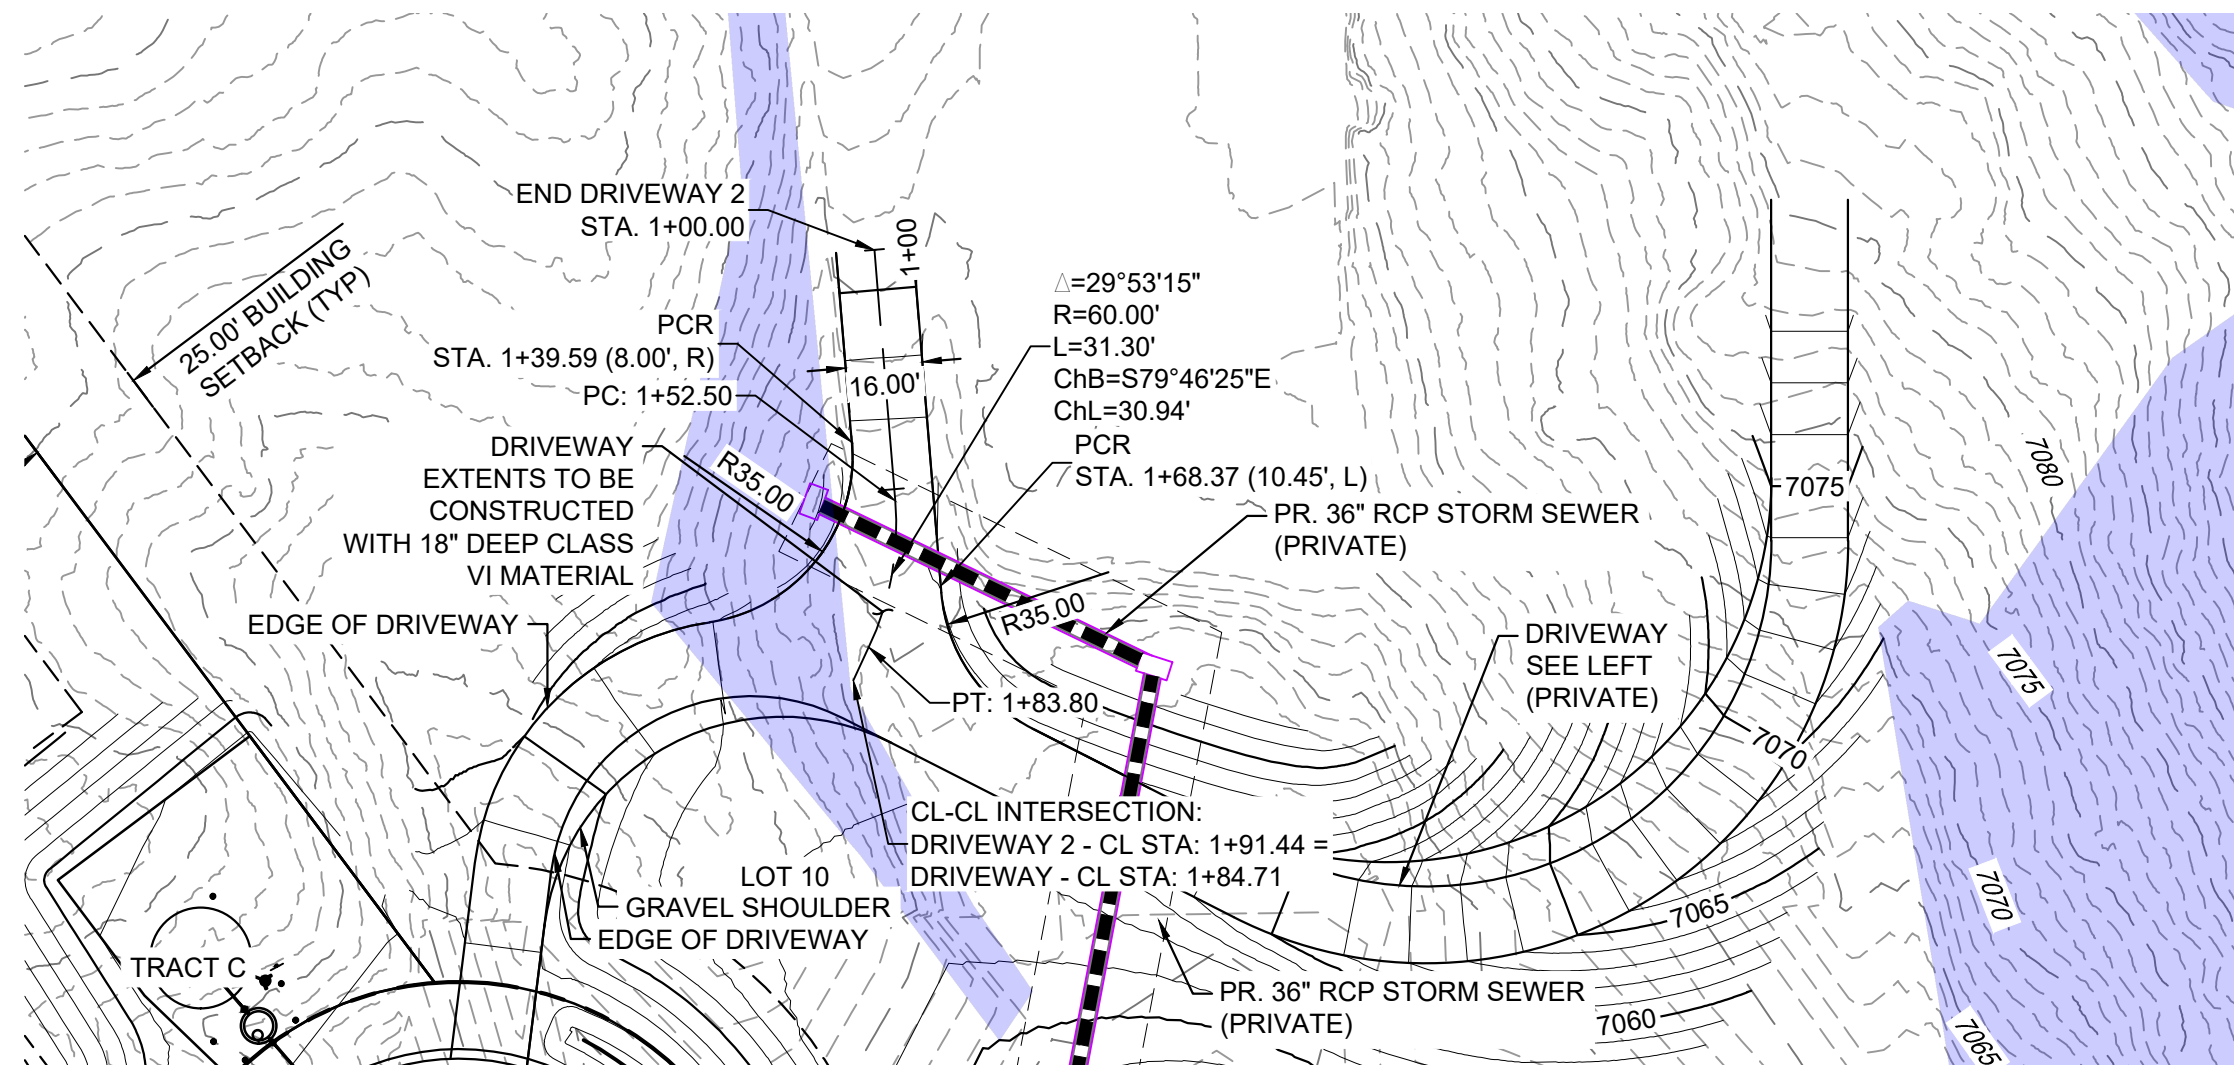 END DRIVEWAY 2
STA. 1+00.00
1+00
25.00' BUILDING
SETBACK (TYP)
△=29°53'15"
R=60.00'
L=31.30'
ChB=S79°46'25"E
ChL=30.94'
PCR
STA. 1+39.59 (8.00', R)
PC: 1+52.50
16.00'
PCR
STA. 1+68.37 (10.45', L)
DRIVEWAY
EXTENTS TO BE
CONSTRUCTED
WITH 18" DEEP CLASS
VI MATERIAL
R35.00
PR. 36" RCP STORM SEWER
(PRIVATE)
7075
7080
EDGE OF DRIVEWAY
R35.00
DRIVEWAY
SEE LEFT
(PRIVATE)
7075
PT: 1+83.80
7070
CL-CL INTERSECTION:
DRIVEWAY 2 - CL STA: 1+91.44 =
DRIVEWAY - CL STA: 1+84.71
LOT 10
GRAVEL SHOULDER
EDGE OF DRIVEWAY
7065
7070
TRACT C
PR. 36" RCP STORM SEWER
(PRIVATE)
7060
7065